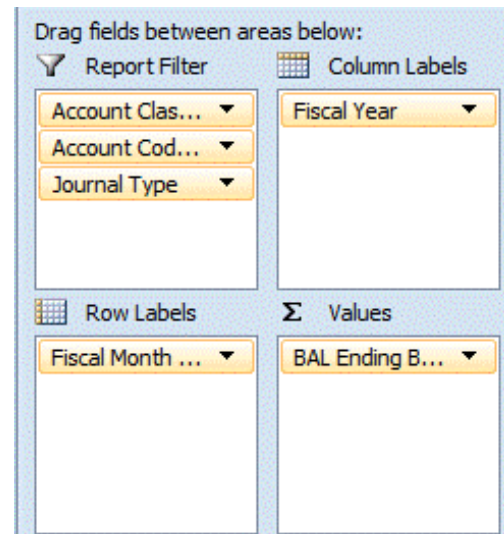 Drag fields between areas below:
Report Filter
Column Labels
Account Clas...
Account Cod...
Journal Type
Fiscal Year
Row Labels
Σ Values
Fiscal Month ...
BAL Ending B...